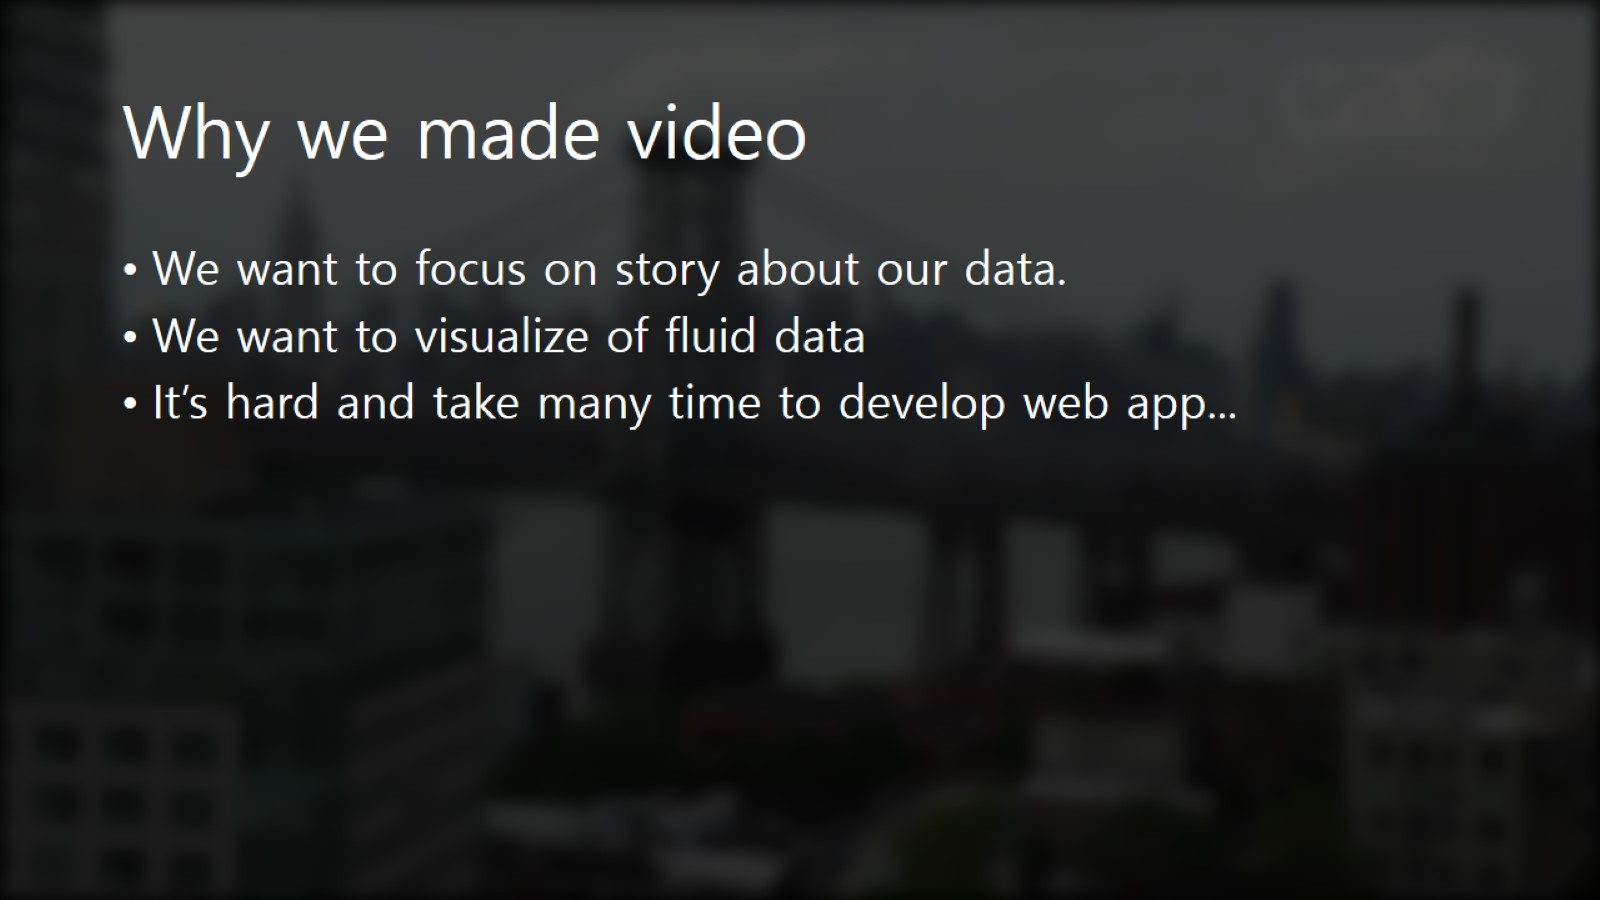 Why we made video
• We want to focus on story about our data.
• We want to visualize of fluid data
• It's hard and take many time to develop web app...